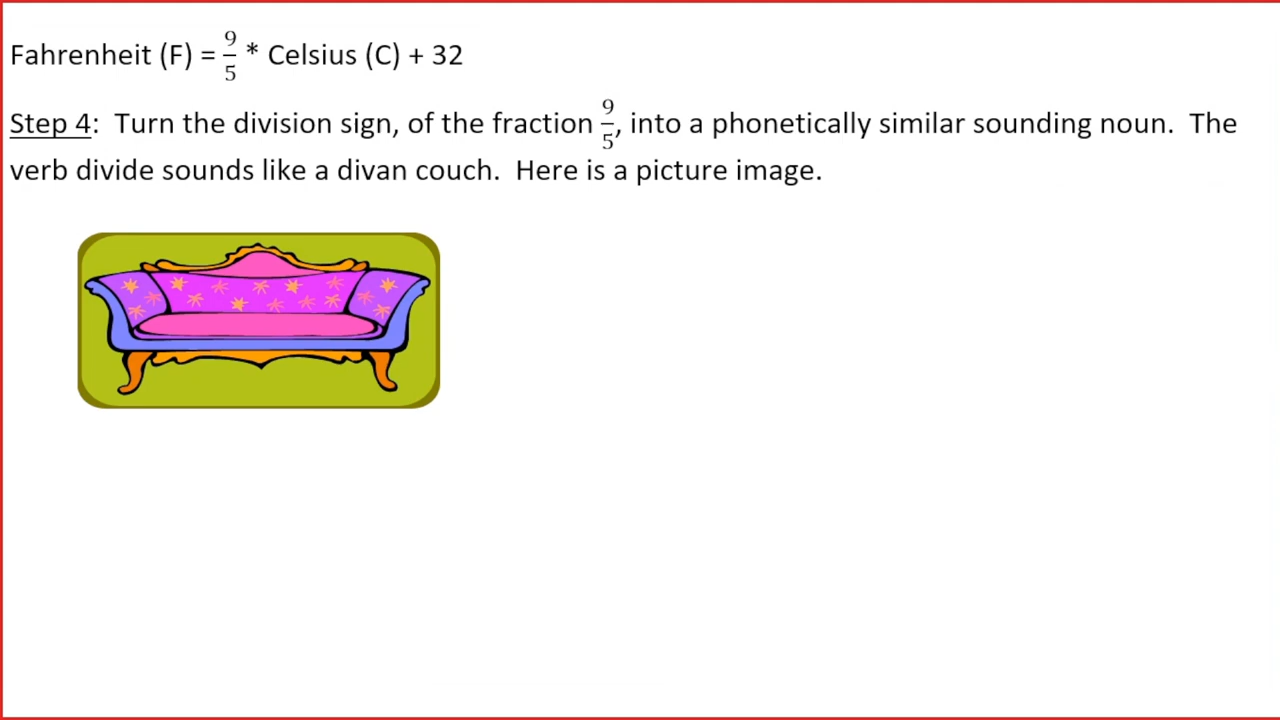 Fahrenheit (F) = 9/5 * Celsius (C) + 32
Step 4:  Turn the division sign, of the fraction 9/5, into a phonetically similar sounding noun.  The
verb divide sounds like a divan couch.  Here is a picture image.